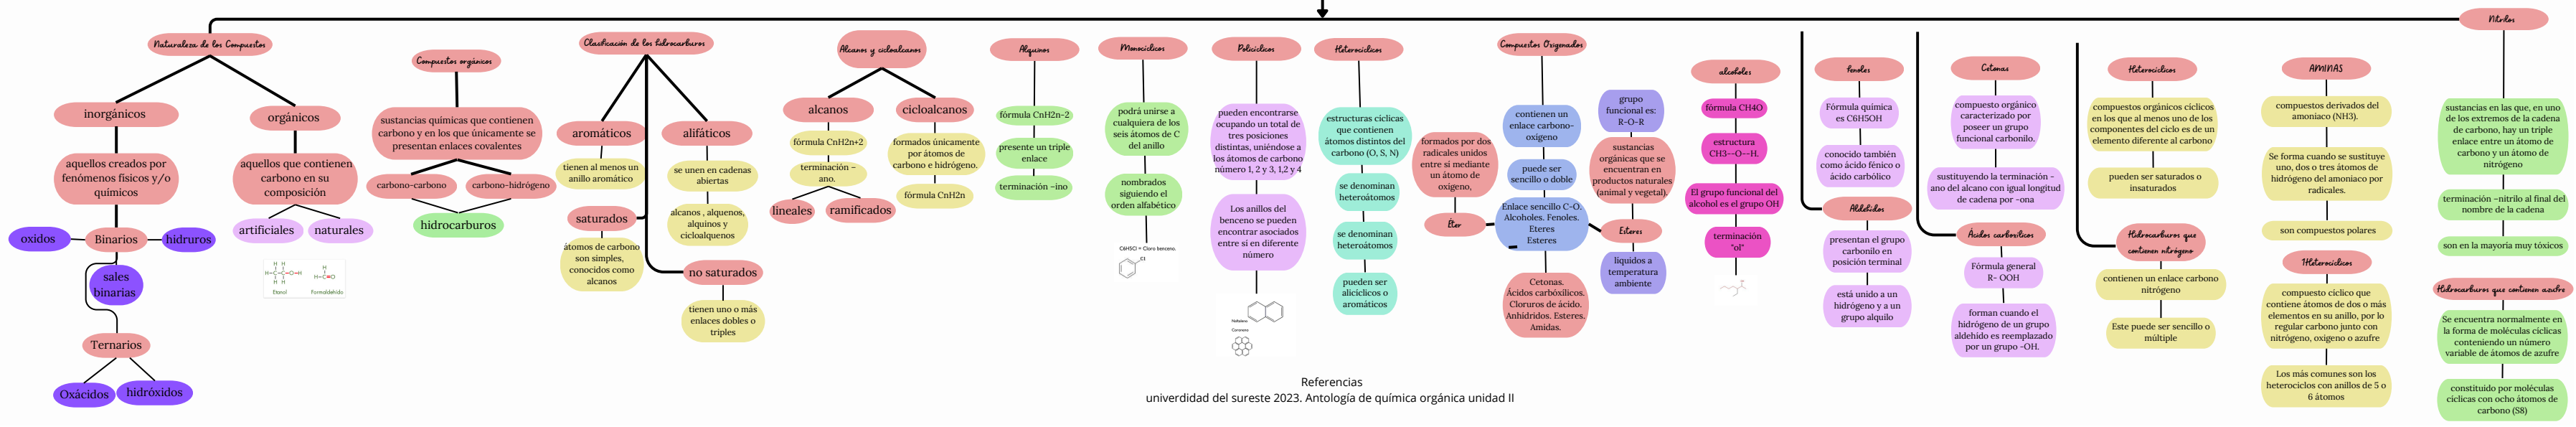 Naturaleza de los Compuestos
inorgánicos
aquellos creados por
fenómenos físicos y/o
quimicos
oxidos
Binarios
hidruros
sales
binarias
Ternarios
Oxácidos
hidróxidos
orgánicos
aquellos que contienen
carbono en su
composición
artificiales
naturales
Etanol
Formaldehído
Compuestos orgánicos
sustancias químicas que contienen
carbono y en los que únicamente se
presentan enlaces covalentes
carbono-carbono
carbono-hidrógeno
hidrocarburos
Clasificación de los hidrocarburos
aromáticos
tienen al menos un
anillo aromático
alifáticos
se unen en cadenas
abiertas
alcanos , alquenos,
alquinos y
cicloalquenos
saturados
átomos de carbono
son simples,
conocidos como
alcanos
no saturados
tienen uno o más
enlaces dobles o
triples
Alcanos y cicloalcanos
alcanos
fórmula CnH2n+2
terminación -
ano.
lineales
ramificados
cicloalcanos
formados únicamente
por átomos de
carbono e hidrógeno.
fórmula CnH2n
Alquinos
fórmula CnH2n-2
presente un triple
enlace
terminación -ino
Monociclicos
podrá unirse a
cualquiera de los
seis átomos de C
del anillo
nombrados
siguiendo el
orden alfabético
C6H5Cl = Cloro benceno.
Cl
Policiclicos
pueden encontrarse
ocupando un total de
tres posiciones
distintas, uniéndose a
los átomos de carbono
número 1, 2 y 3, 1,2 y 4
Los anillos del
benceno se pueden
encontrar asociados
entre sí en diferente
número
Naftaleno
Coroneno
Heterociclicos
estructuras cíclicas
que contienen
átomos distintos del
carbono (O, S, N)
se denominan
heteroátomos
se denominan
heteroátomos
pueden ser
alicíclicos o
aromáticos
Compuestos Oxigenados
contienen un
enlace carbono-
oxígeno
puede ser
sencillo o doble
Enlace sencillo C-O.
Alcoholes. Fenoles.
Eteres
Esteres
Cetonas.
Ácidos carbóxilicos.
Cloruros de ácido.
Anhídridos. Esteres.
Amidas.
formados por dos
radicales unidos
entre sí mediante
un átomo de
oxígeno,
Éter
grupo
funcional es:
R-O-R
sustancias
orgánicas que se
encuentran en
productos naturales
(animal y vegetal),
Esteres
liquidos a
temperatura
ambiente
alcoholes
fórmula CH4O
estructura
CH3--O--H.
El grupo funcional del
alcohol es el grupo OH
terminación
"ol"
Fenoles
Fórmula química
es C6H5OH
conocido también
como ácido fénico o
ácido carbólico
Aldehidos
presentan el grupo
carbonilo en
posición terminal
está unido a un
hidrógeno y a un
grupo alquilo
Cetonas
compuesto orgánico
caracterizado por
poseer un grupo
funcional carbonilo.
sustituyendo la terminación -
ano del alcano con igual longitud
de cadena por -ona
Ácidos carboxílicos
Fórmula general
R- OOH
forman cuando el
hidrógeno de un grupo
aldehído es reemplazado
por un grupo -OH.
Heterociclicos
compuestos orgánicos cíclicos
en los que al menos uno de los
componentes del ciclo es de un
elemento diferente al carbono
pueden ser saturados o
insaturados
Hidrocarburos que
contienen nitrógeno
contienen un enlace carbono
nitrógeno
Este puede ser sencillo o
múltiple
AMINAS
compuestos derivados del
amoniaco (NH3).
Se forma cuando se sustituye
uno, dos o tres átomos de
hidrógeno del amoniaco por
radicales.
son compuestos polares
1Heterociclicos
compuesto cíclico que
contiene átomos de dos o más
elementos en su anillo, por lo
regular carbono junto con
nitrógeno, oxigeno o azufre
Los más comunes son los
heterociclos con anillos de 5 o
6 átomos
Nitrilos
sustancias en las que, en uno
de los extremos de la cadena
de carbono, hay un triple
enlace entre un átomo de
carbono y un átomo de
nitrógeno
terminación -nitrilo al final del
nombre de la cadena
son en la mayoría muy tóxicos
Hidrocarburos que contienen azufre
Se encuentra normalmente en
la forma de moléculas cíclicas
conteniendo un número
variable de átomos de azufre
constituido por moléculas
cíclicas con ocho átomos de
carbono (S8)
Referencias
univerdidad del sureste 2023. Antología de química orgánica unidad II